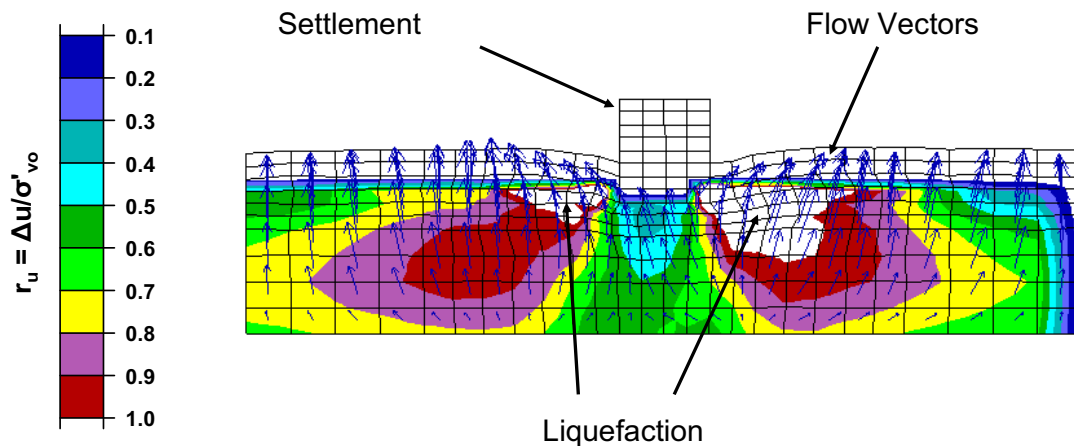 Settlement
Flow Vectors
0.1
0.2
0.3
0.4
0.5
0.6
0.7
0.8
0.9
1.0
r_u = Δu/σ'_vo
Liquefaction